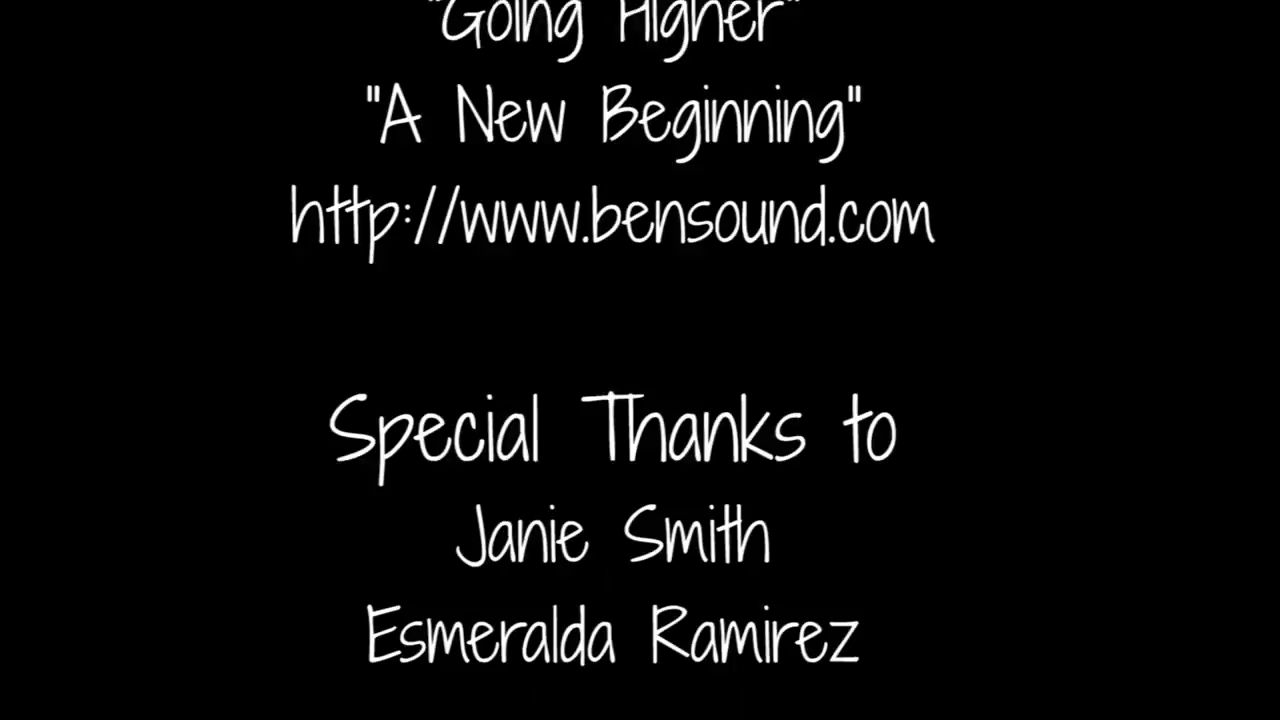 "Going Higher"
"A New Beginning"
http://www.bensound.com
Special Thanks to
Janie Smith
Esmeralda Ramirez